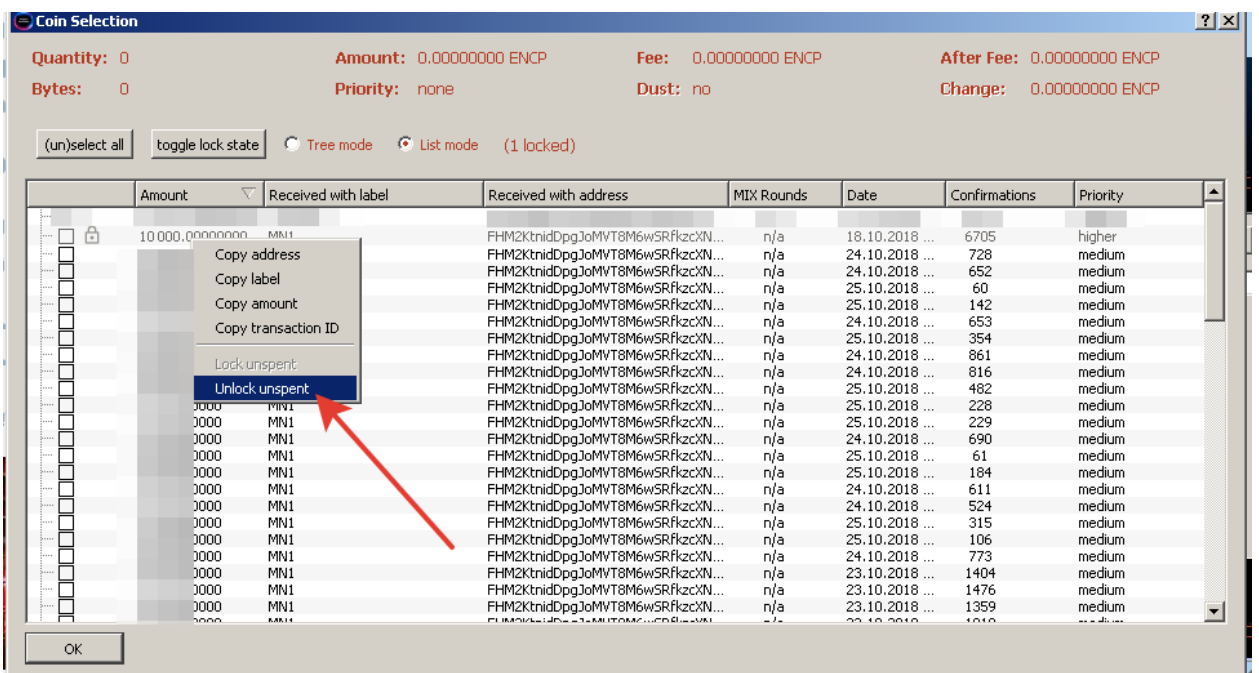 Coin Selection
Quantity: 0 Amount: 0.00000000 ENCP Fee: 0.00000000 ENCP After Fee: 0.00000000 ENCP
Bytes: 0 Priority: none Dust: no Change: 0.00000000 ENCP
(un)select all toggle lock state Tree mode List mode (1 locked)
Amount Received with label Received with address MIX Rounds Date Confirmations Priority
10 000.00000000 MN1 FHM2KtnidDpgJoMVT8M6wSRfkzcXN... n/a 18.10.2018 ... 6705 higher
Copy address FHM2KtnidDpgJoMVT8M6wSRfkzcXN... n/a 24.10.2018 ... 728 medium
FHM2KtnidDpgJoMVT8M6wSRfkzcXN... n/a 24.10.2018 ... 652 medium
Copy label FHM2KtnidDpgJoMVT8M6wSRfkzcXN... n/a 25.10.2018 ... 60 medium
Copy amount FHM2KtnidDpgJoMVT8M6wSRfkzcXN... n/a 25.10.2018 ... 142 medium
Copy transaction ID FHM2KtnidDpgJoMVT8M6wSRfkzcXN... n/a 24.10.2018 ... 653 medium
FHM2KtnidDpgJoMVT8M6wSRfkzcXN... n/a 25.10.2018 ... 354 medium
Lock unspent FHM2KtnidDpgJoMVT8M6wSRfkzcXN... n/a 24.10.2018 ... 861 medium
FHM2KtnidDpgJoMVT8M6wSRfkzcXN... n/a 24.10.2018 ... 816 medium
Unlock unspent FHM2KtnidDpgJoMVT8M6wSRfkzcXN... n/a 25.10.2018 ... 482 medium
0000 MN1 FHM2KtnidDpgJoMVT8M6wSRfkzcXN... n/a 25.10.2018 ... 228 medium
0000 MN1 FHM2KtnidDpgJoMVT8M6wSRfkzcXN... n/a 25.10.2018 ... 229 medium
0000 MN1 FHM2KtnidDpgJoMVT8M6wSRfkzcXN... n/a 24.10.2018 ... 690 medium
0000 MN1 FHM2KtnidDpgJoMVT8M6wSRfkzcXN... n/a 25.10.2018 ... 61 medium
0000 MN1 FHM2KtnidDpgJoMVT8M6wSRfkzcXN... n/a 25.10.2018 ... 184 medium
0000 MN1 FHM2KtnidDpgJoMVT8M6wSRfkzcXN... n/a 24.10.2018 ... 611 medium
0000 MN1 FHM2KtnidDpgJoMVT8M6wSRfkzcXN... n/a 24.10.2018 ... 524 medium
0000 MN1 FHM2KtnidDpgJoMVT8M6wSRfkzcXN... n/a 25.10.2018 ... 315 medium
0000 MN1 FHM2KtnidDpgJoMVT8M6wSRfkzcXN... n/a 25.10.2018 ... 106 medium
0000 MN1 FHM2KtnidDpgJoMVT8M6wSRfkzcXN... n/a 24.10.2018 ... 773 medium
0000 MN1 FHM2KtnidDpgJoMVT8M6wSRfkzcXN... n/a 23.10.2018 ... 1404 medium
0000 MN1 FHM2KtnidDpgJoMVT8M6wSRfkzcXN... n/a 23.10.2018 ... 1476 medium
0000 MN1 FHM2KtnidDpgJoMVT8M6wSRfkzcXN... n/a 23.10.2018 ... 1359 medium
OK